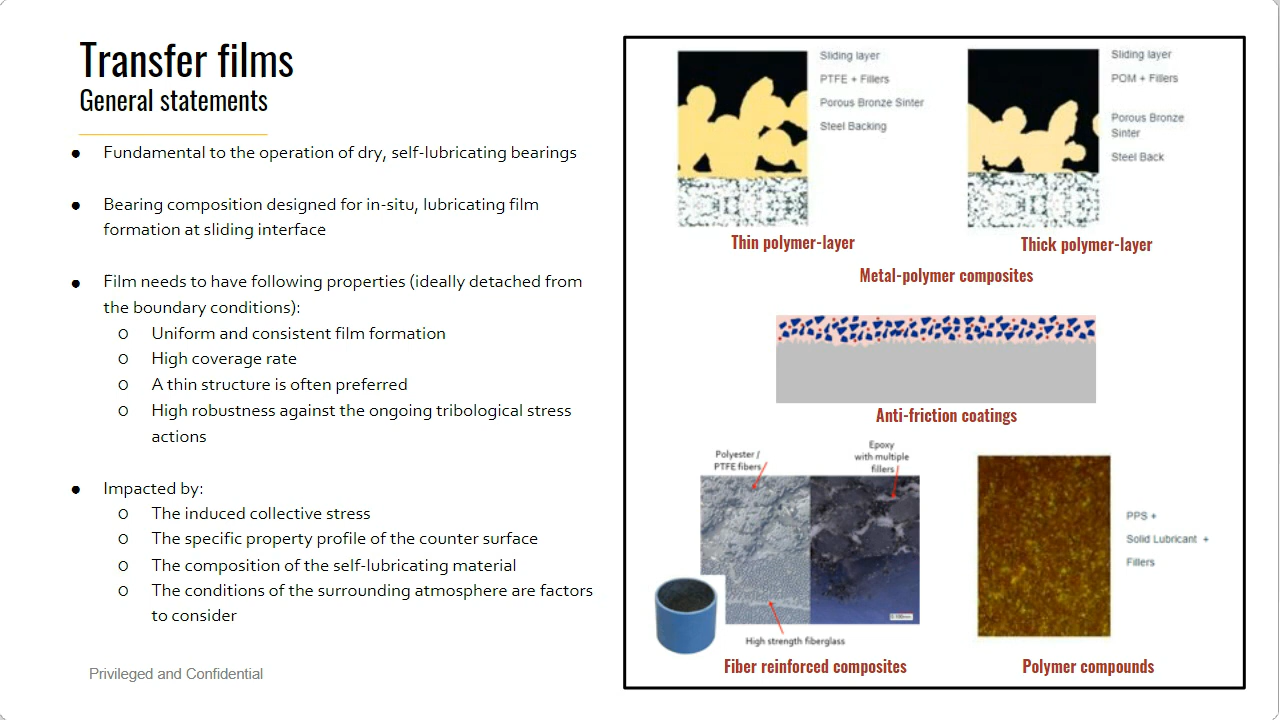 Transfer films
General statements
● Fundamental to the operation of dry, self-lubricating bearings
● Bearing composition designed for in-situ, lubricating film
formation at sliding interface
● Film needs to have following properties (ideally detached from
the boundary conditions):
o Uniform and consistent film formation
o High coverage rate
o A thin structure is often preferred
o High robustness against the ongoing tribological stress
actions
● Impacted by:
o The induced collective stress
o The specific property profile of the counter surface
o The composition of the self-lubricating material
o The conditions of the surrounding atmosphere are factors
to consider
Privileged and Confidential
Sliding layer
PTFE + Fillers
Porous Bronze Sinter
Steel Backing
Thin polymer-layer
Sliding layer
POM + Fillers
Porous Bronze
Sinter
Steel Back
Thick polymer-layer
Metal-polymer composites
Anti-friction coatings
Polyester /
PTFE fibers
Epoxy
with multiple
fillers
High strength fiberglass
Fiber reinforced composites
PPS +
Solid Lubricant +
Fillers
Polymer compounds